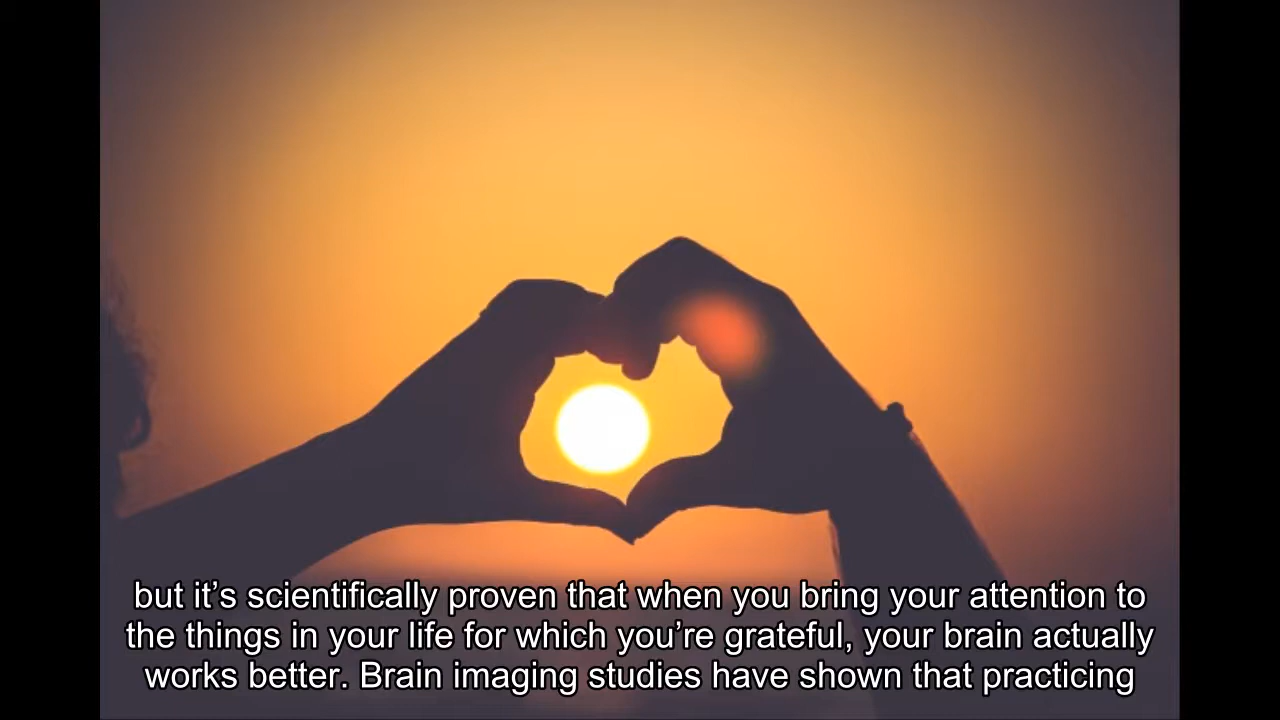 but it’s scientifically proven that when you bring your attention to
the things in your life for which you’re grateful, your brain actually
works better. Brain imaging studies have shown that practicing